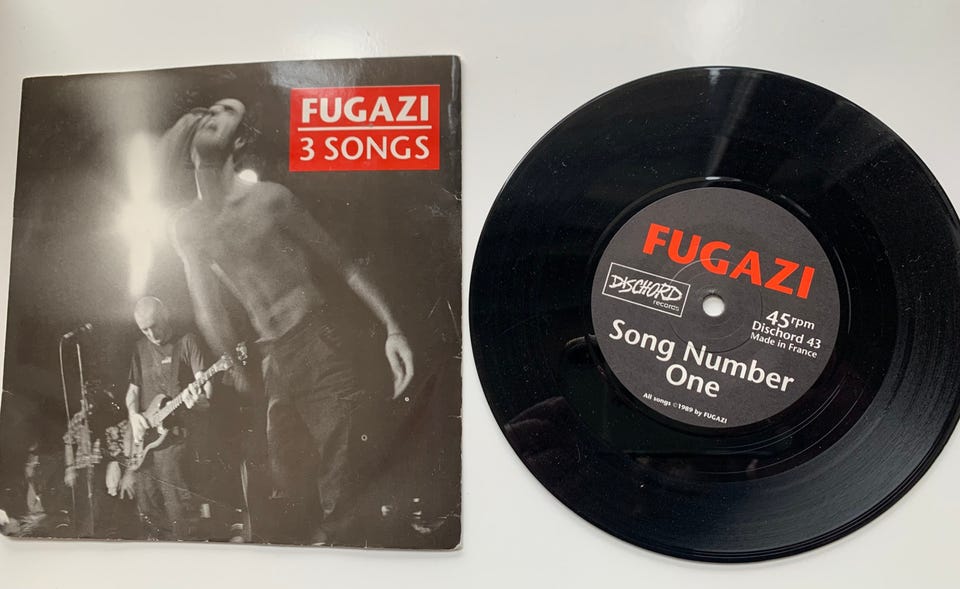 FUGAZI
3 SONGS
FUGAZI
DISCHORD
records
45rpm
Dischord 43
Made in France
Song Number
One
All songs ©1989 by FUGAZI